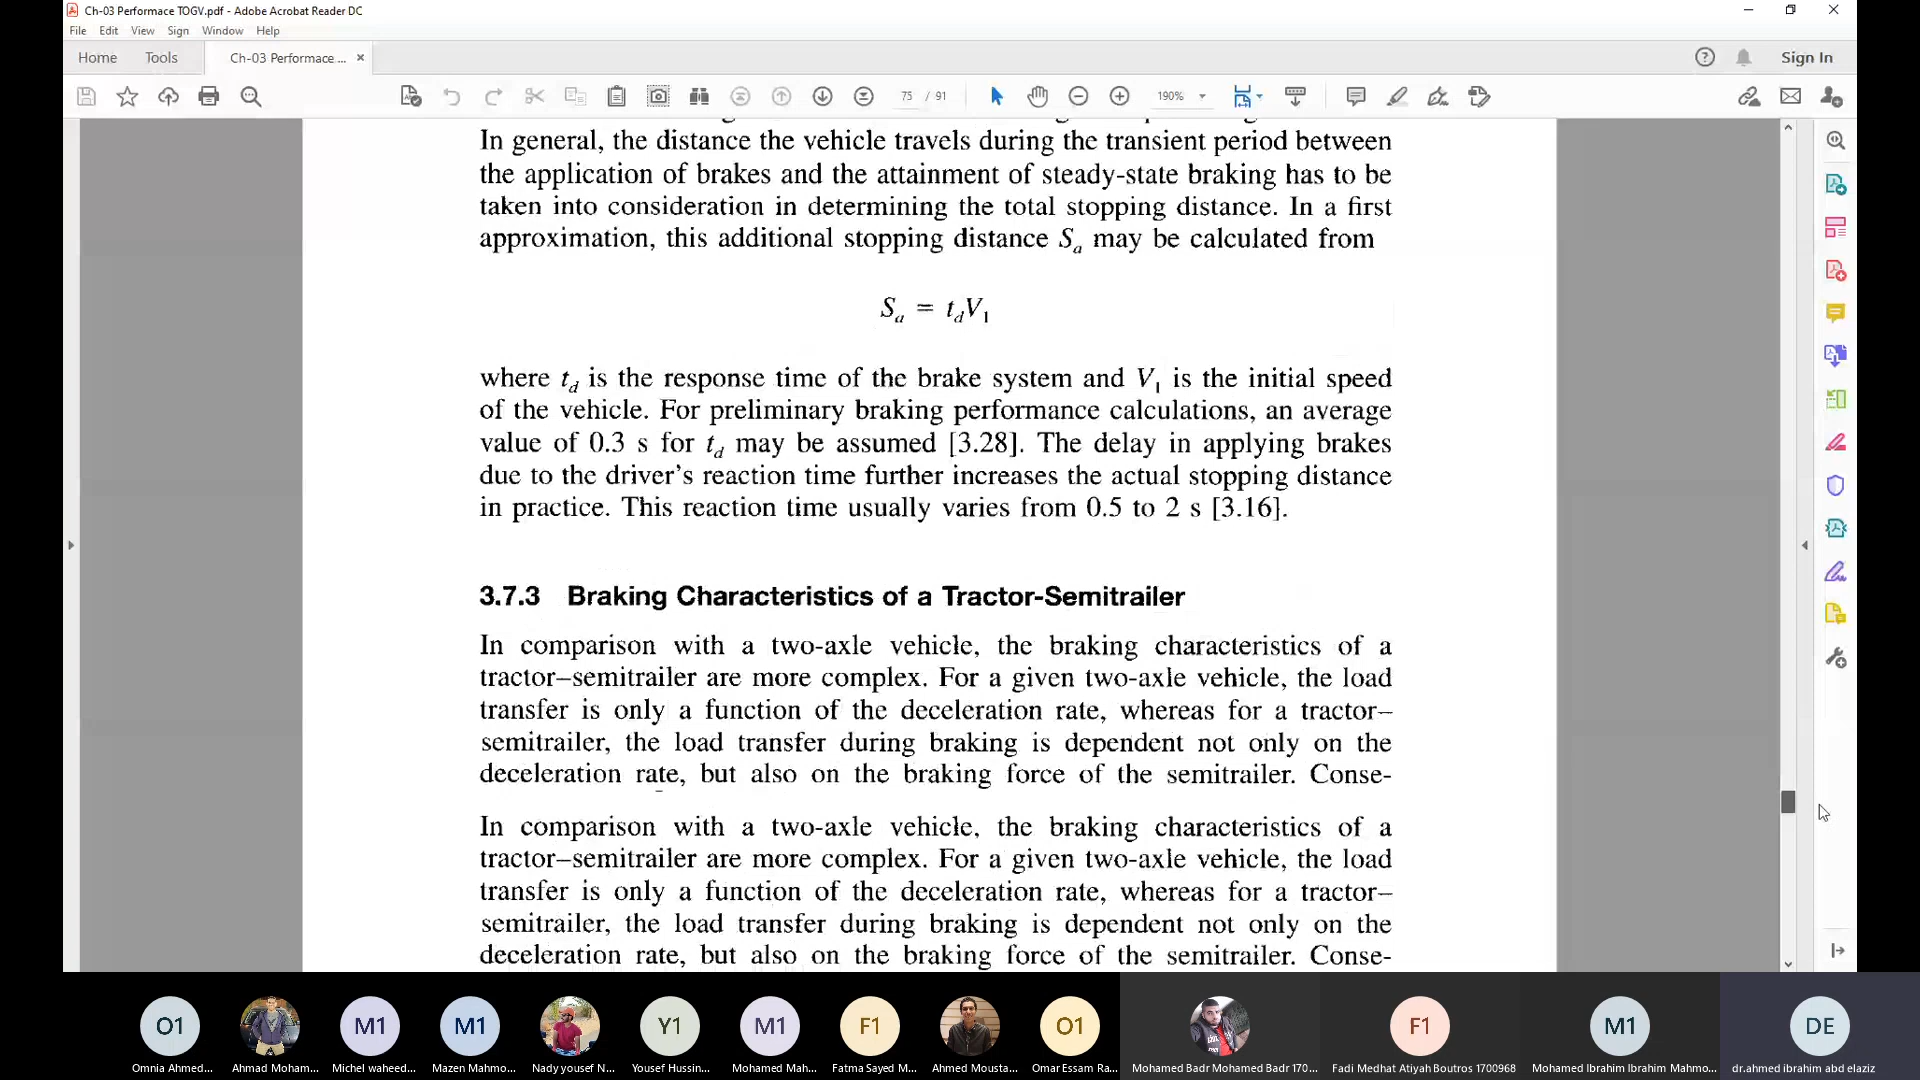 Ch-03 Performace TOGV.pdf - Adobe Acrobat Reader DC
File Edit View Sign Window Help
Home Tools Ch-03 Performace ... × Sign In
75 / 91 190%
In general, the distance the vehicle travels during the transient period between
the application of brakes and the attainment of steady-state braking has to be
taken into consideration in determining the total stopping distance. In a first
approximation, this additional stopping distance Sₐ may be calculated from
Sₐ = t_d V₁
where t_d is the response time of the brake system and V₁ is the initial speed
of the vehicle. For preliminary braking performance calculations, an average
value of 0.3 s for t_d may be assumed [3.28]. The delay in applying brakes
due to the driver's reaction time further increases the actual stopping distance
in practice. This reaction time usually varies from 0.5 to 2 s [3.16].
3.7.3 Braking Characteristics of a Tractor-Semitrailer
In comparison with a two-axle vehicle, the braking characteristics of a
tractor–semitrailer are more complex. For a given two-axle vehicle, the load
transfer is only a function of the deceleration rate, whereas for a tractor–
semitrailer, the load transfer during braking is dependent not only on the
deceleration rate, but also on the braking force of the semitrailer. Conse-
In comparison with a two-axle vehicle, the braking characteristics of a
tractor–semitrailer are more complex. For a given two-axle vehicle, the load
transfer is only a function of the deceleration rate, whereas for a tractor–
semitrailer, the load transfer during braking is dependent not only on the
deceleration rate, but also on the braking force of the semitrailer. Conse-
O1 M1 M1 Y1 M1 F1 O1 F1 M1 DE
Omnia Ahmed... Ahmad Moham... Michel waheed... Mazen Mahmo... Nady yousef N... Yousef Hussin... Mohamed Mah... Fatma Sayed M... Ahmed Mousta... Omar Essam Ra... Mohamed Badr Mohamed Badr 170... Fadi Medhat Atiyah Boutros 1700968 Mohamed Ibrahim Ibrahim Mahmo... dr.ahmed ibrahim abd elaziz